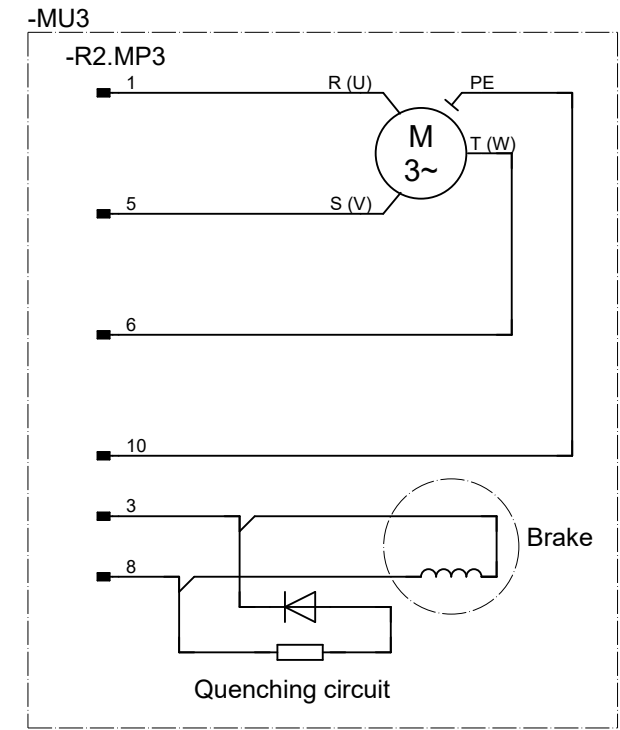 -MU3
-R2.MP3
1
R (U)
PE
M
3~
T (W)
5
S (V)
6
10
3
Brake
8
Quenching circuit